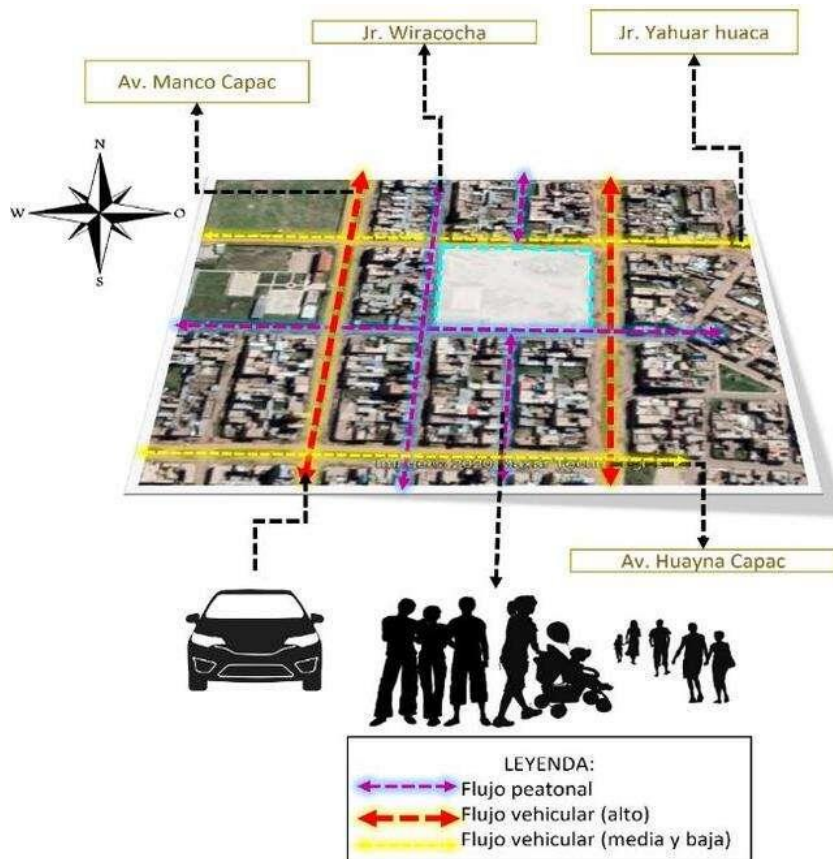 Jr. Wiracocha
Jr. Yahuar huaca
Av. Manco Capac
N
W
O
S
Av. Huayna Capac
LEYENDA:
Flujo peatonal
Flujo vehicular (alto)
Flujo vehicular (media y baja)